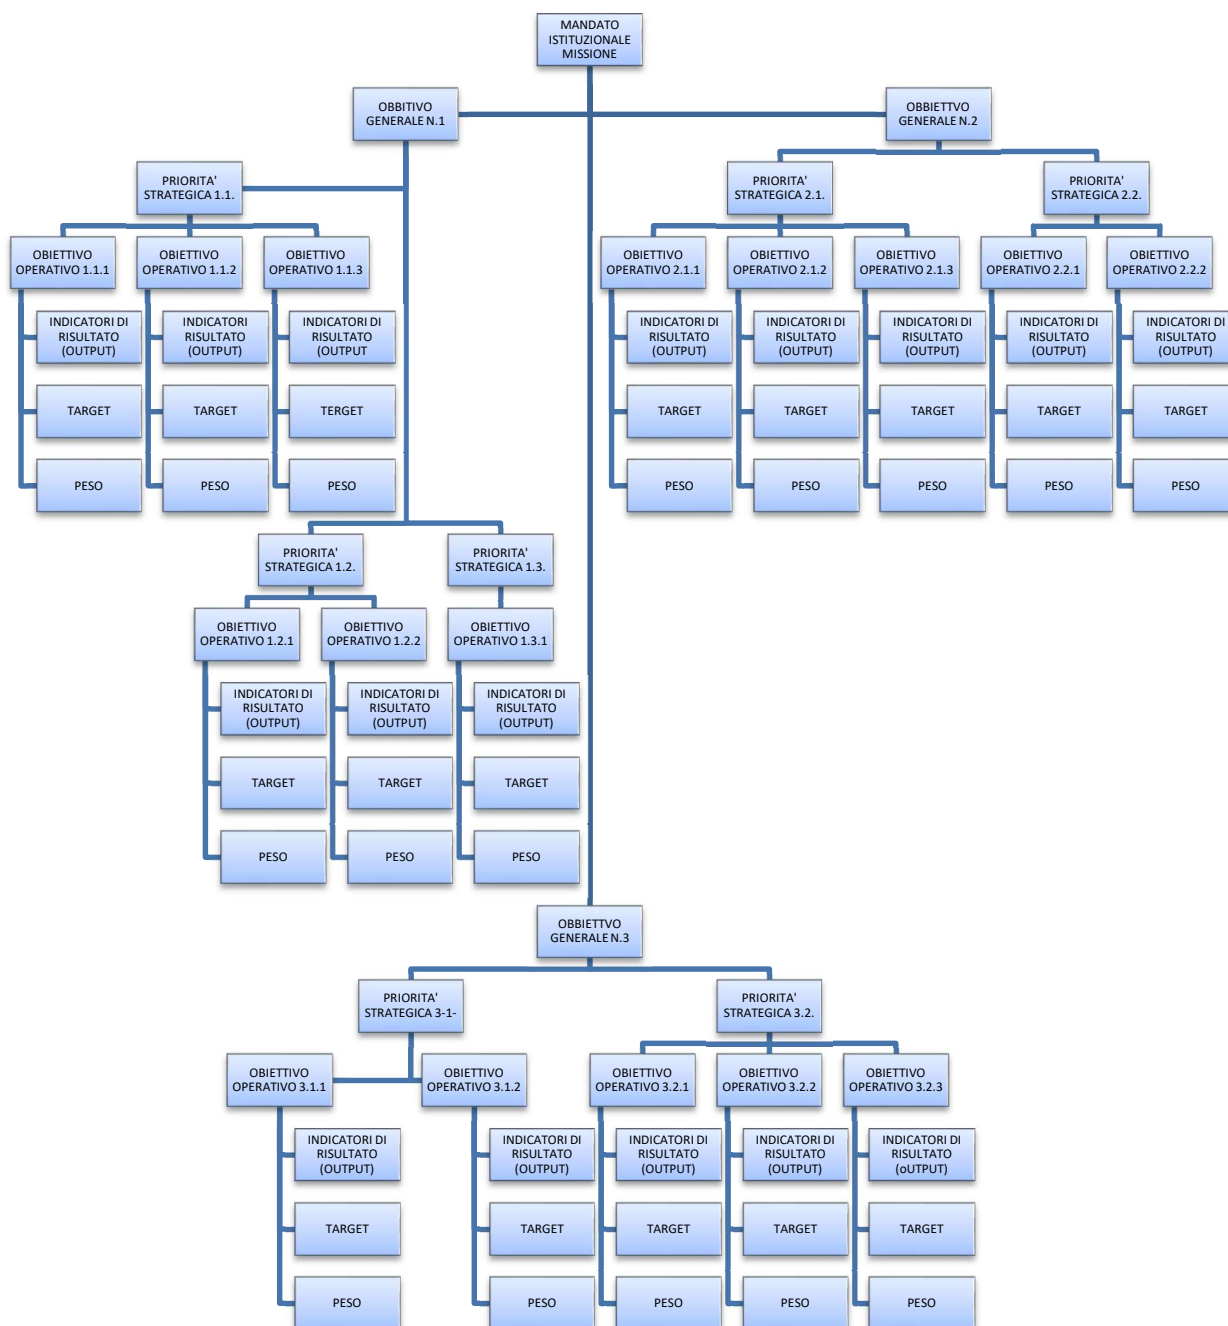 MANDATO
ISTITUZIONALE
MISSIONE
OBBITIVO
GENERALE N.1
OBBIETTVO
GENERALE N.2
PRIORITA'
STRATEGICA 1.1.
PRIORITA'
STRATEGICA 2.1.
PRIORITA'
STRATEGICA 2.2.
OBIETTIVO
OPERATIVO 1.1.1
OBIETTIVO
OPERATIVO 1.1.2
OBIETTIVO
OPERATIVO 1.1.3
OBIETTIVO
OPERATIVO 2.1.1
OBIETTIVO
OPERATIVO 2.1.2
OBIETTIVO
OPERATIVO 2.1.3
OBIETTIVO
OPERATIVO 2.2.1
OBIETTIVO
OPERATIVO 2.2.2
INDICATORI DI
RISULTATO
(OUTPUT)
INDICATORI
RISULTATO
(OUTPUT)
INDICATORI DI
RISULTATO
(OUTPUT
INDICATORI DI
RISULTATO
(OUTPUT)
INDICATORI DI
RISULTATO
(OUTPUT)
INDICATORI DI
RISULTATO
(OUTPUT)
INDICATORI DI
RISULTATO
(OUTPUT)
INDICATORI DI
RISULTATO
(OUTPUT)
TARGET
TARGET
TERGET
TARGET
TARGET
TARGET
TARGET
TARGET
PESO
PESO
PESO
PESO
PESO
PESO
PESO
PESO
PRIORITA'
STRATEGICA 1.2.
PRIORITA'
STRATEGICA 1.3.
OBIETTIVO
OPERATIVO 1.2.1
OBIETTIVO
OPERATIVO 1.2.2
OBIETTIVO
OPERATIVO 1.3.1
INDICATORI DI
RISULTATO
(OUTPUT)
INDICATORI DI
RISULTATO
(OUTPUT)
INDICATORI DI
RISULTATO
(OUTPUT)
TARGET
TARGET
TARGET
PESO
PESO
PESO
OBBIETTVO
GENERALE N.3
PRIORITA'
STRATEGICA 3-1-
PRIORITA'
STRATEGICA 3.2.
OBIETTIVO
OPERATIVO 3.1.1
OBIETTIVO
OPERATIVO 3.1.2
OBIETTIVO
OPERATIVO 3.2.1
OBIETTIVO
OPERATIVO 3.2.2
OBIETTIVO
OPERATIVO 3.2.3
INDICATORI DI
RISULTATO
(OUTPUT)
INDICATORI DI
RISULTATO
(OUTPUT)
INDICATORI DI
RISULTATO
(OUTPUT)
INDICATORI DI
RISULTATO
(OUTPUT)
INDICATORI DI
RISULTATO
(oUTPUT)
TARGET
TARGET
TARGET
TARGET
TARGET
PESO
PESO
PESO
PESO
PESO